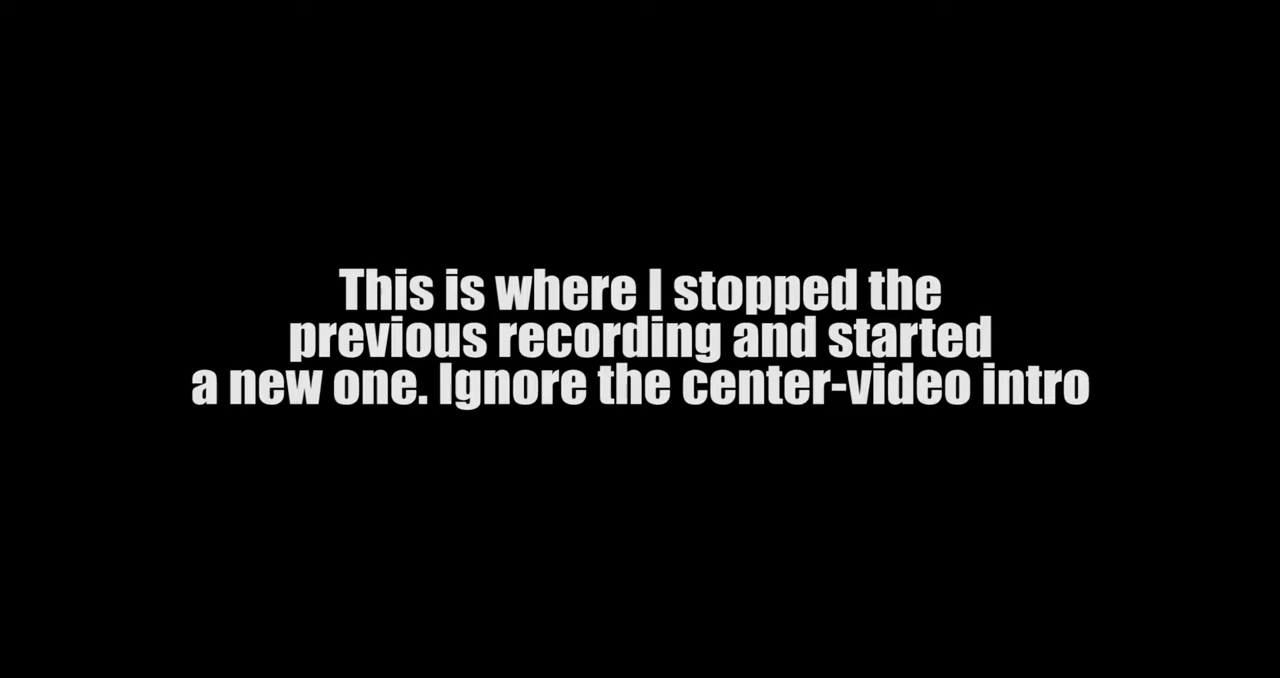 This is where I stopped the
previous recording and started
a new one. Ignore the center-video intro